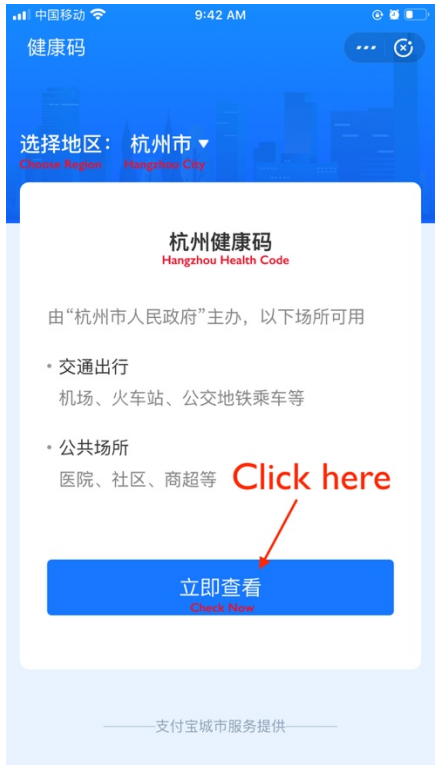 中国移动 9:42 AM
健康码
选择地区： 杭州市▼
Choose Region Hangzhou City
杭州健康码
Hangzhou Health Code
由“杭州市人民政府”主办，以下场所可用
• 交通出行
机场、火车站、公交地铁乘车等
• 公共场所
医院、社区、商超等
Click here
立即查看
Check Now
支付宝城市服务提供